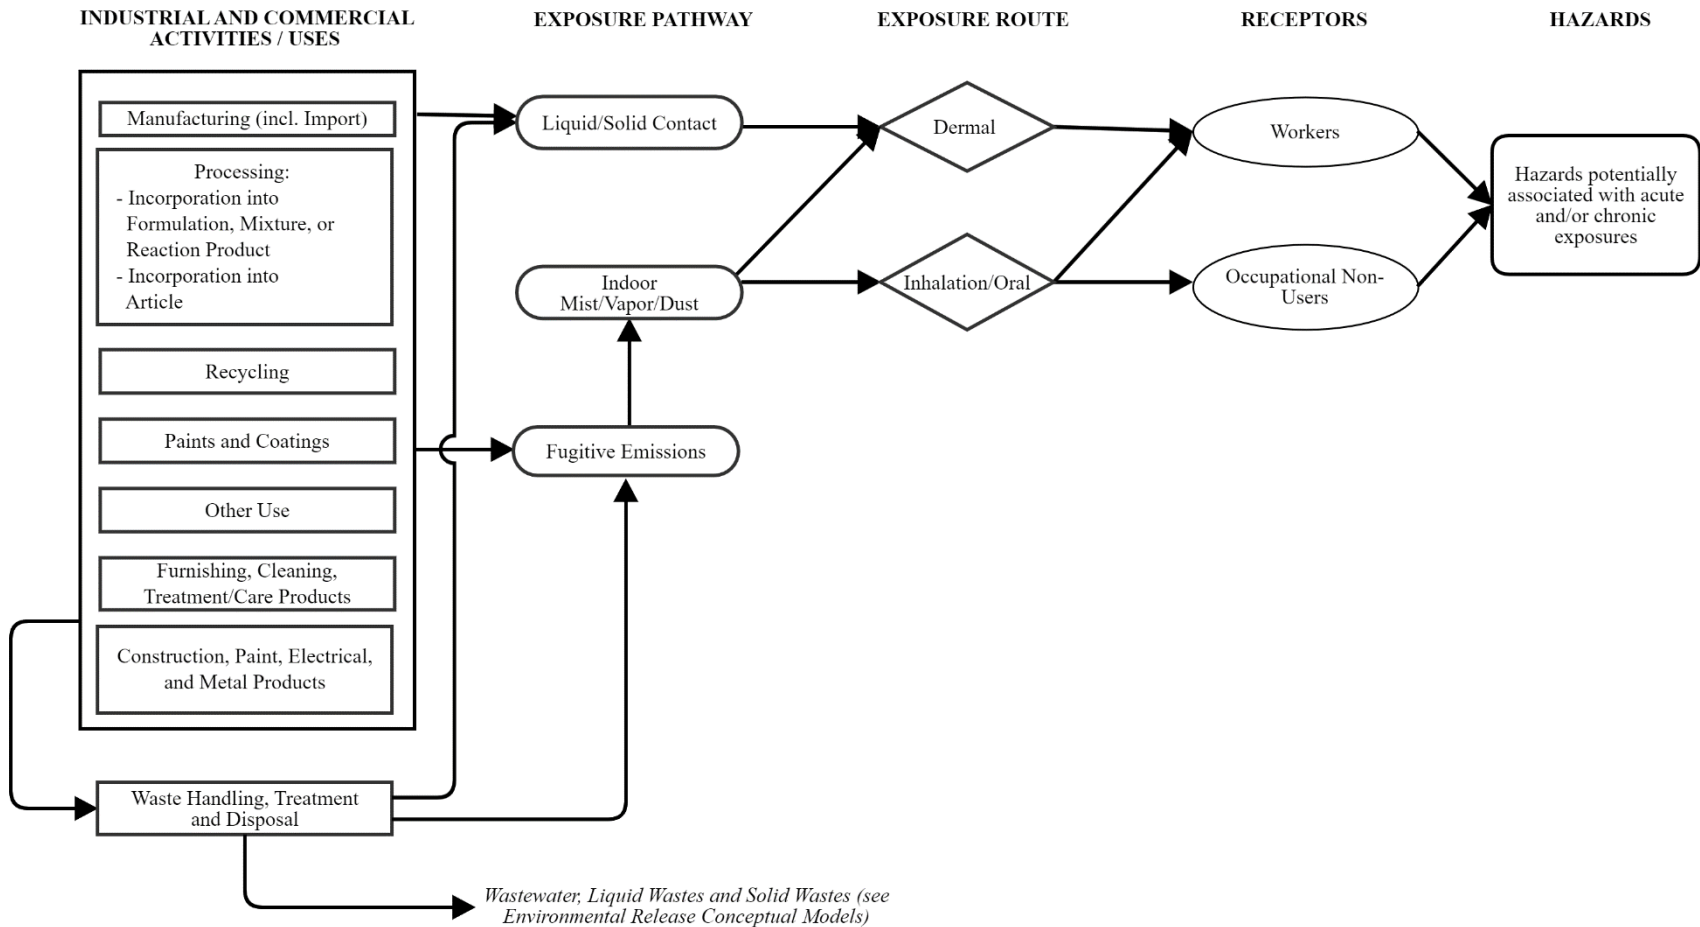 INDUSTRIAL AND COMMERCIAL
ACTIVITIES / USES
EXPOSURE PATHWAY
EXPOSURE ROUTE
RECEPTORS
HAZARDS
Manufacturing (incl. Import)
Processing:
- Incorporation into
Formulation, Mixture, or
Reaction Product
- Incorporation into
Article
Recycling
Paints and Coatings
Other Use
Furnishing, Cleaning,
Treatment/Care Products
Construction, Paint, Electrical,
and Metal Products
Waste Handling, Treatment
and Disposal
Liquid/Solid Contact
Indoor
Mist/Vapor/Dust
Fugitive Emissions
Dermal
Inhalation/Oral
Workers
Occupational Non-
Users
Hazards potentially
associated with acute
and/or chronic
exposures
Wastewater, Liquid Wastes and Solid Wastes (see
Environmental Release Conceptual Models)